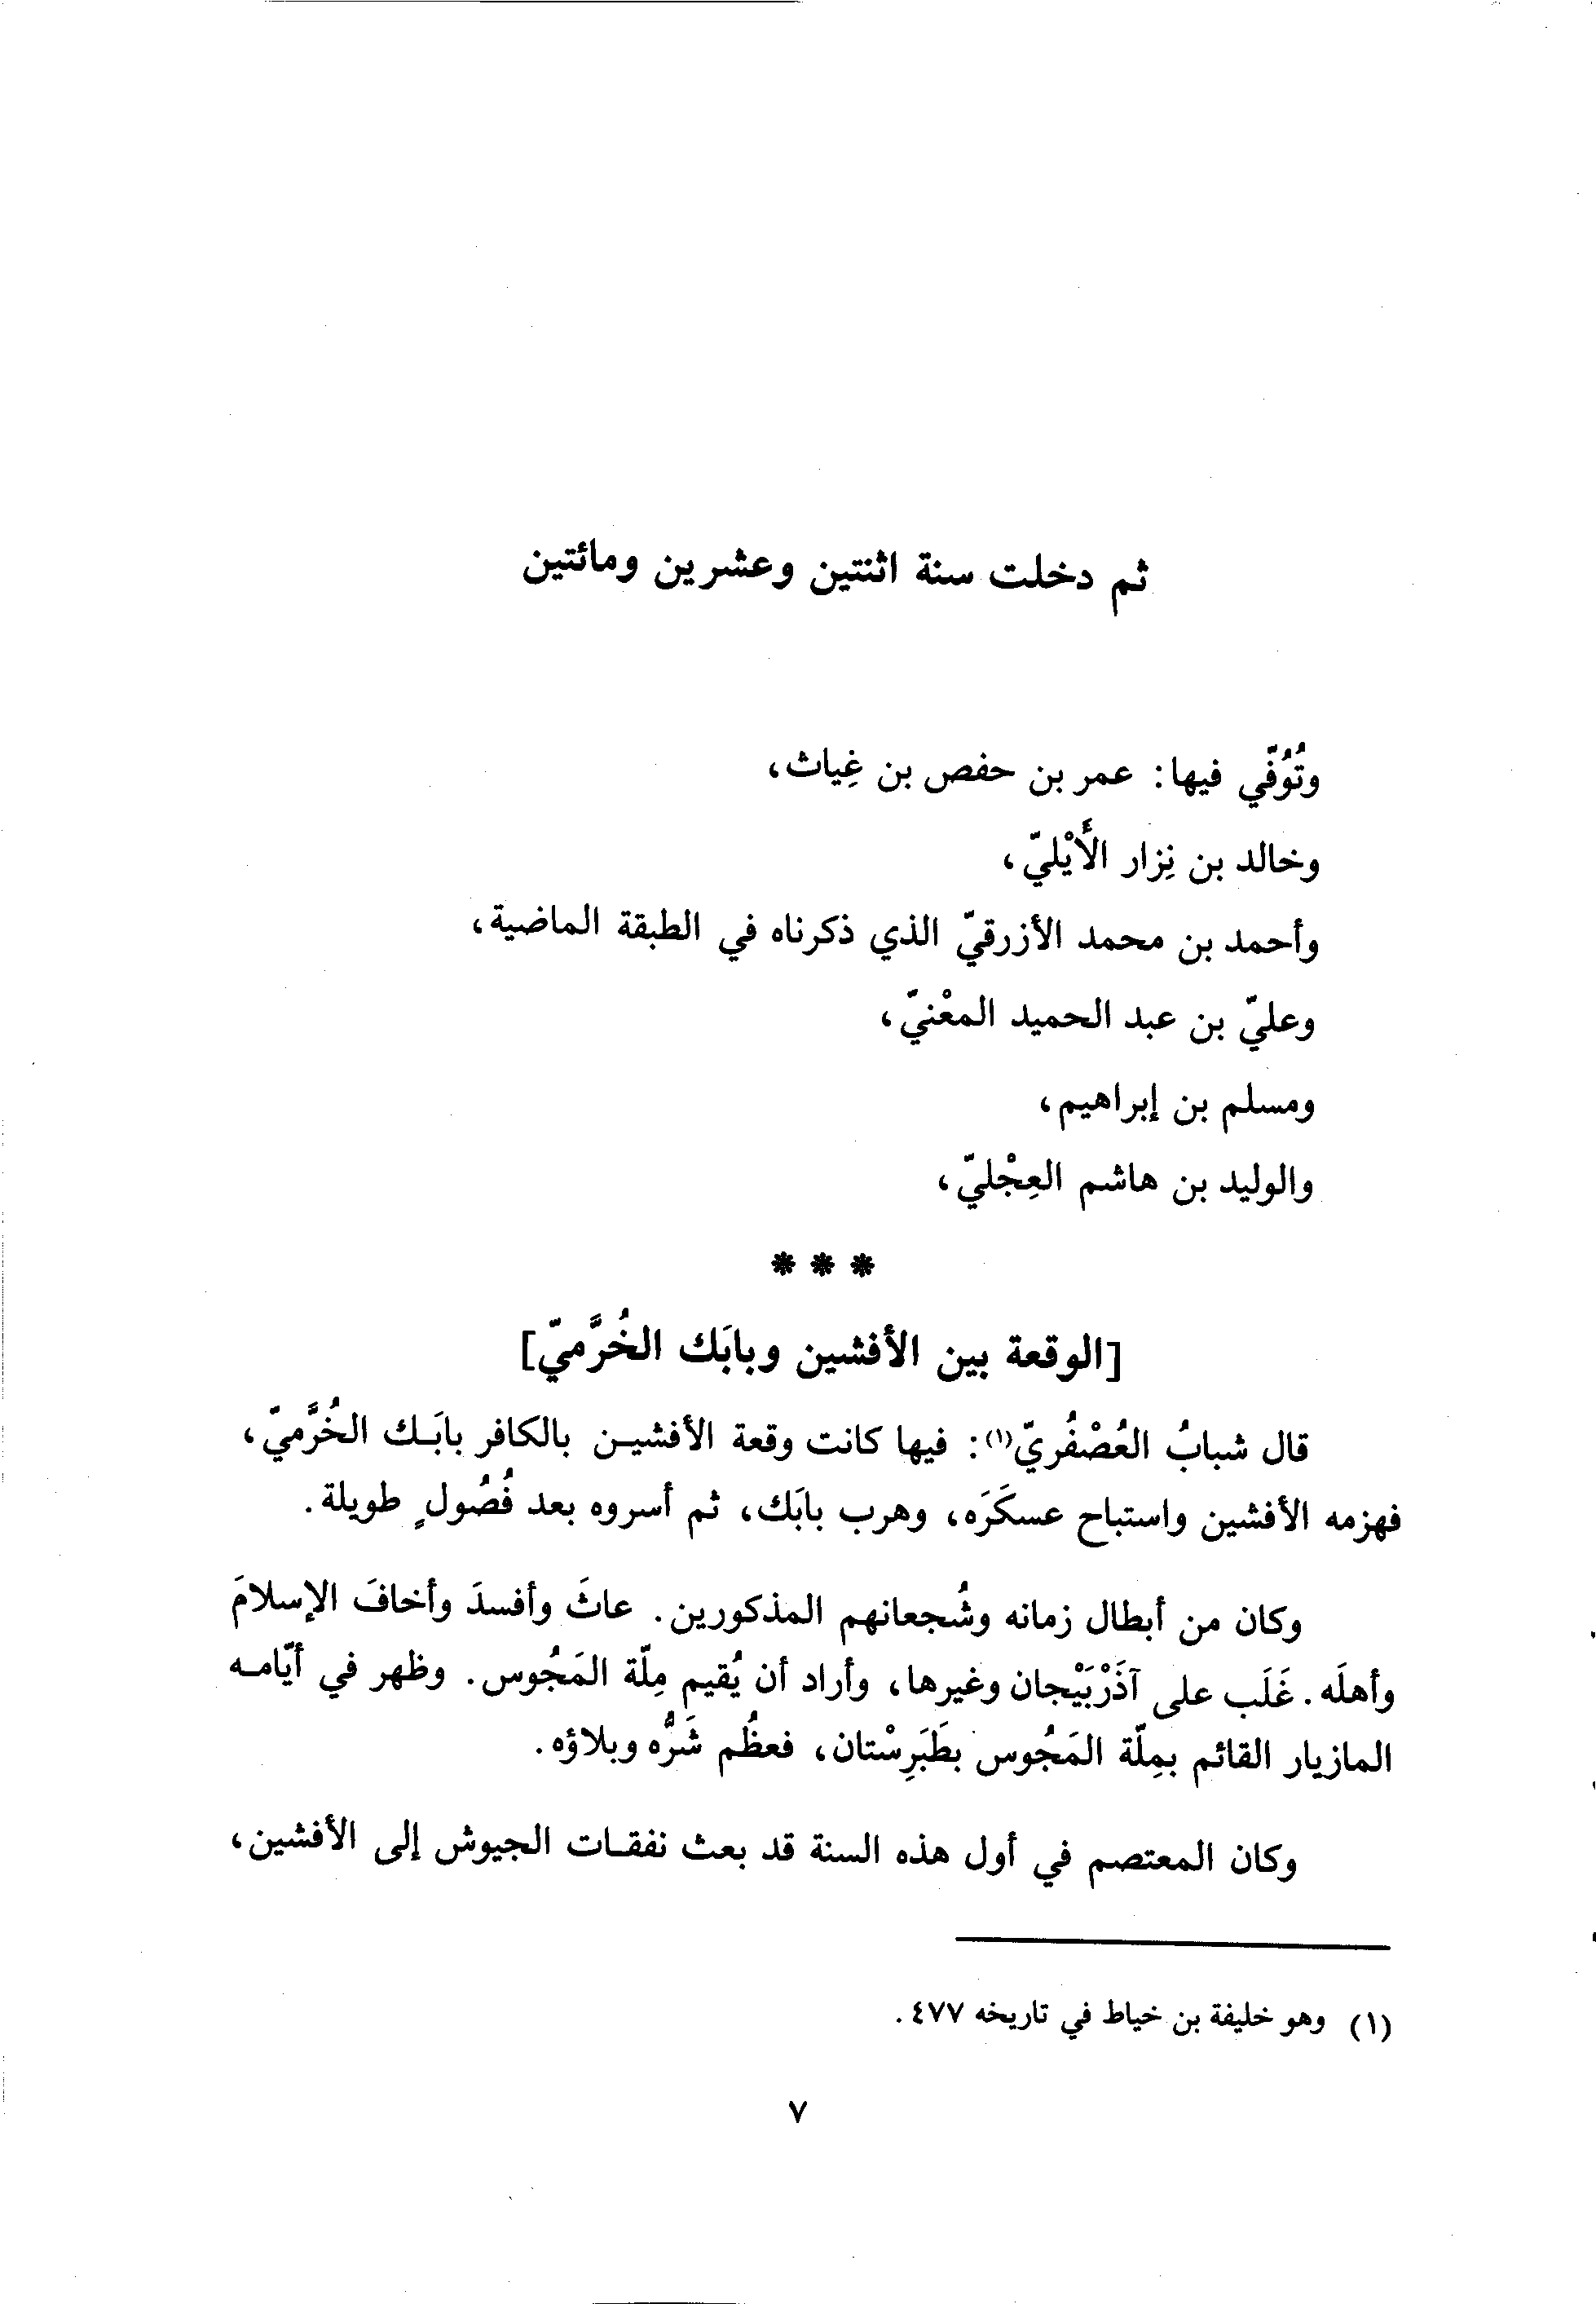 ثم دخلت سنة اثنتين وعشرين ومائتين
وتُوُفّي فيها: عمر بن حفص بن غِياث،
وخالد بن نِزار الأَيْليّ،
وأحمد بن محمد الأزرقيّ الذي ذكرناه في الطبقة الماضية،
وعليّ بن عبد الحميد المعْنيّ،
ومسلم بن إبراهيم،
والوليد بن هاشم العِجْليّ،
* * *
[الوقعة بين الأفشين وبابَك الخُرَّميّ]
قال شبابُ العُصْفُريّ(١): فيها كانت وقعة الأفشيـن بالكافر بابَـك الخُرَّميّ،
فهزمه الأفشين واستباح عسكَرَه، وهرب بابَك، ثم أسروه بعد فُصُولٍ طويلة.
وكان من أبطال زمانه وشُجعانهم المذكورين. عاثَ وأفسدَ وأخافَ الإسلامَ
وأهلَه. غَلَب على آذَرْبَيْجان وغيرها، وأراد أن يُقيم مِلّة المَجُوس. وظهر في أيّامـه
المازيار القائم بمِلّة المَجُوس بطَبَرِسْتان، فعظُم شَرُّه وبلاؤه.
وكان المعتصم في أول هذه السنة قد بعث نفقـات الجيوش إلى الأفشين،
(١) وهو خليفة بن خياط في تاريخه ٤٧٧.
٧